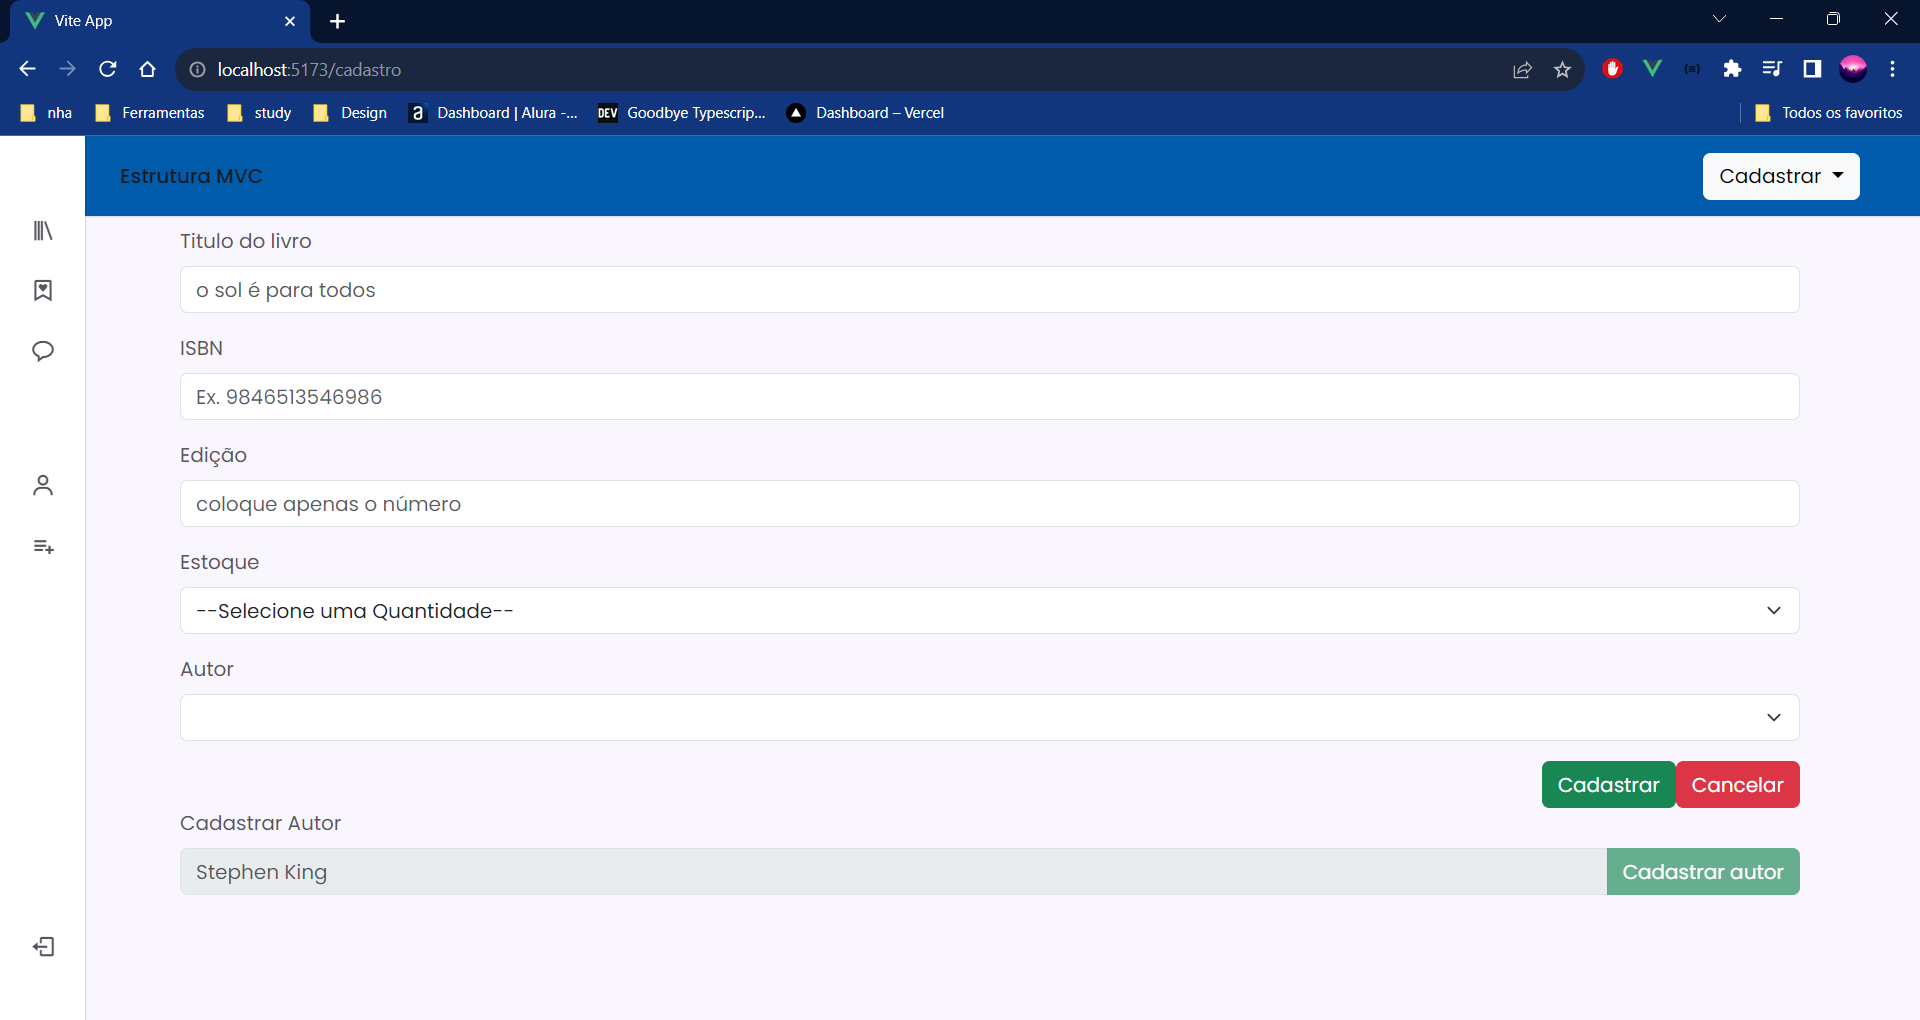 Vite App
localhost:5173/cadastro
nha
Ferramentas
study
Design
a
Dashboard | Alura -...
DEV
Goodbye Typescrip...
Dashboard – Vercel
Todos os favoritos
Estrutura MVC
Cadastrar
Titulo do livro
o sol é para todos
ISBN
Ex. 9846513546986
Edição
coloque apenas o número
Estoque
--Selecione uma Quantidade--
Autor
Cadastrar
Cancelar
Cadastrar Autor
Stephen King
Cadastrar autor